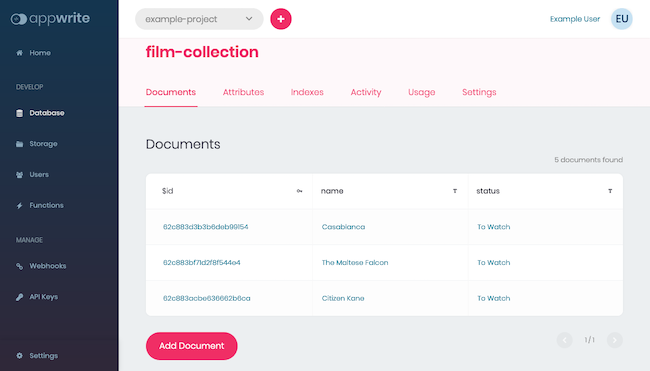 appwrite
example-project
+
Example User
EU
Home
film-collection
DEVELOP
Documents Attributes Indexes Activity Usage Settings
Database
Storage
Users
Functions
MANAGE
Webhooks
API Keys
Settings
Documents
5 documents found
$id name T status T
62c883d3b3b6deb99154 Casablanca To Watch
62c883bf71d2f8f544e4 The Maltese Falcon To Watch
62c883acbe636662b6ca Citizen Kane To Watch
Add Document
1 / 1